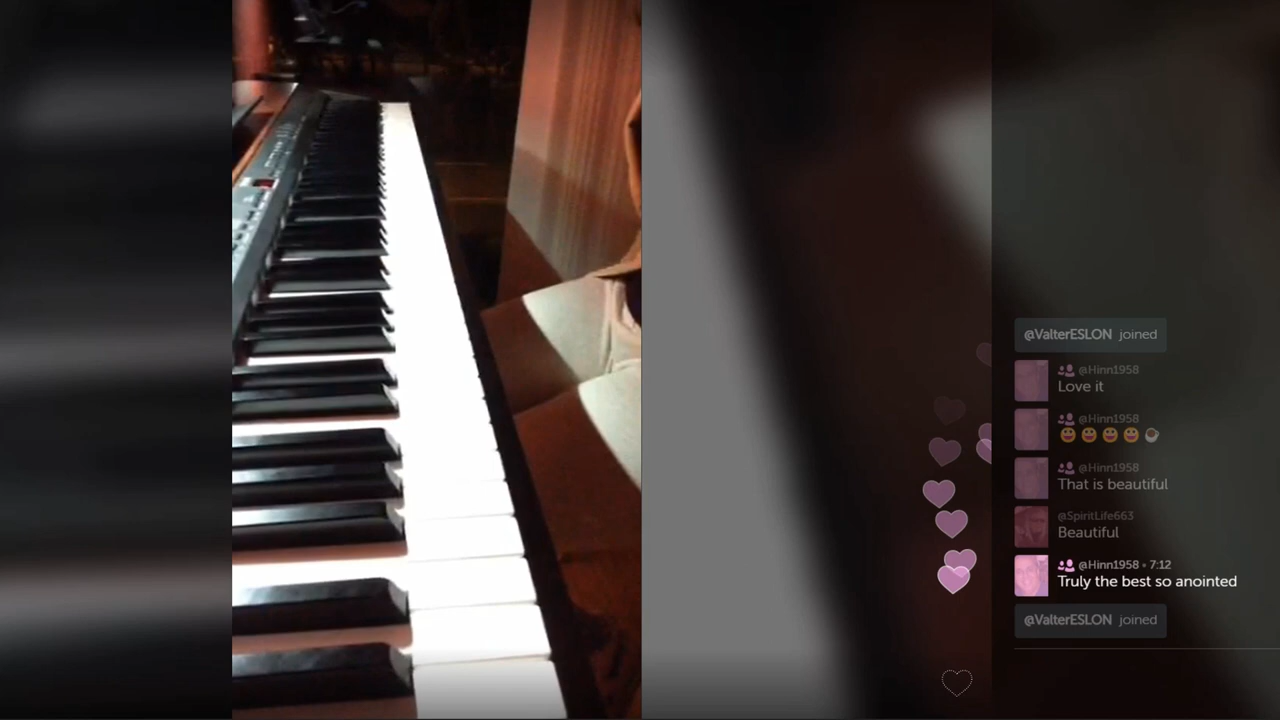 @ValterESLON joined
@Hinn1958
Love it
@Hinn1958
@Hinn1958
That is beautiful
@SpiritLife663
Beautiful
@Hinn1958 • 7:12
Truly the best so anointed
@ValterESLON joined